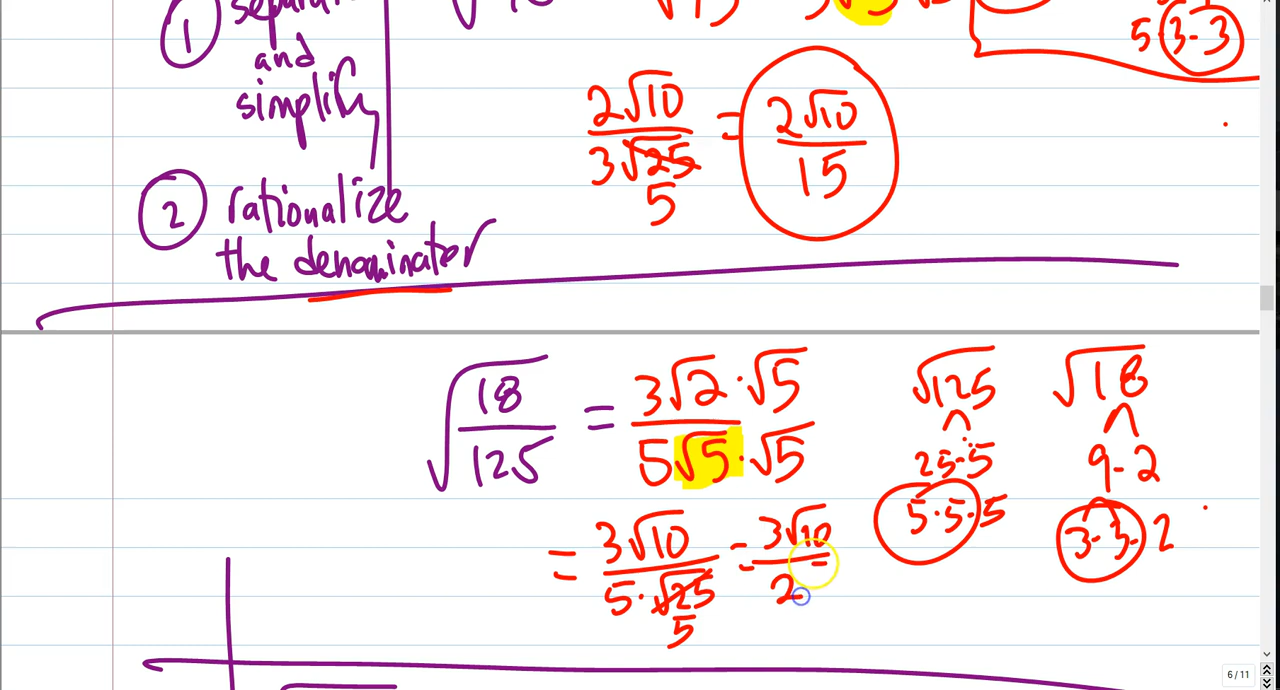 ① separate
and
simplify
5·3·3
2√10 / 3√25 = 2√10 / 15
5
② rationalize
the denominator
√(18/125) = 3√2·√5 / 5√5·√5
√125
25·5
5·5·5
√18
9·2
3·3·2
= 3√10 / 5·√25 = 3√10 / 2
5
6 / 11